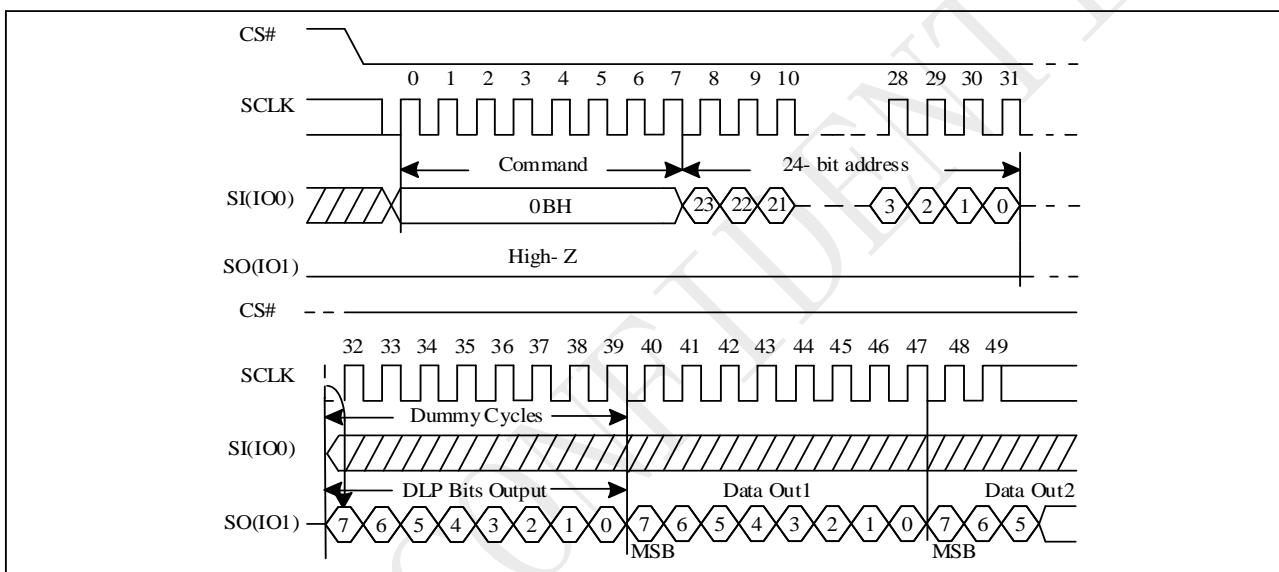 CS#
0 1 2 3 4 5 6 7 8 9 10 28 29 30 31
SCLK
Command 24- bit address
SI(IO0) 0BH 23 22 21 3 2 1 0
High- Z
SO(IO1)
CS#
32 33 34 35 36 37 38 39 40 41 42 43 44 45 46 47 48 49
SCLK
Dummy Cycles
SI(IO0)
DLP Bits Output Data Out1 Data Out2
SO(IO1) 7 6 5 4 3 2 1 0 7 6 5 4 3 2 1 0 7 6 5
MSB MSB
CONFIDENT